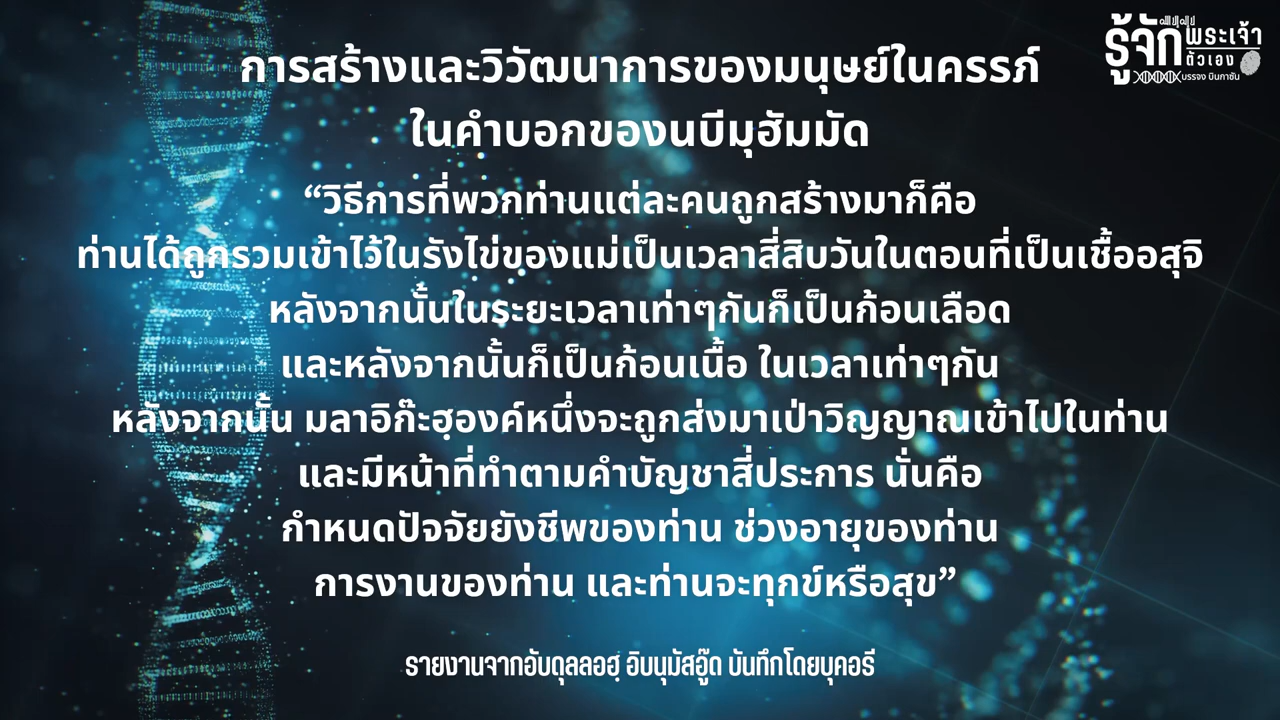 รู้จักพระเจ้า
ตัวเอง
บรรจง บินกาซัน
การสร้างและวิวัฒนาการของมนุษย์ในครรภ์
ในคำบอกของนบีมุฮัมมัด
“วิธีการที่พวกท่านแต่ละคนถูกสร้างมาก็คือ
ท่านได้ถูกรวมเข้าไว้ในรังไข่ของแม่เป็นเวลาสี่สิบวันในตอนที่เป็นเชื้ออสุจิ
หลังจากนั้นในระยะเวลาเท่าๆกันก็เป็นก้อนเลือด
และหลังจากนั้นก็เป็นก้อนเนื้อ ในเวลาเท่าๆกัน
หลังจากนั้น มลาอิก๊ะฮฺองค์หนึ่งจะถูกส่งมาเป่าวิญญาณเข้าไปในท่าน
และมีหน้าที่ทำตามคำบัญชาสี่ประการ นั่นคือ
กำหนดปัจจัยยังชีพของท่าน ช่วงอายุของท่าน
การงานของท่าน และท่านจะทุกข์หรือสุข”
รายงานจากอับดุลลอฮฺ อิบนุมัสอู๊ด บันทึกโดยบุคอรี